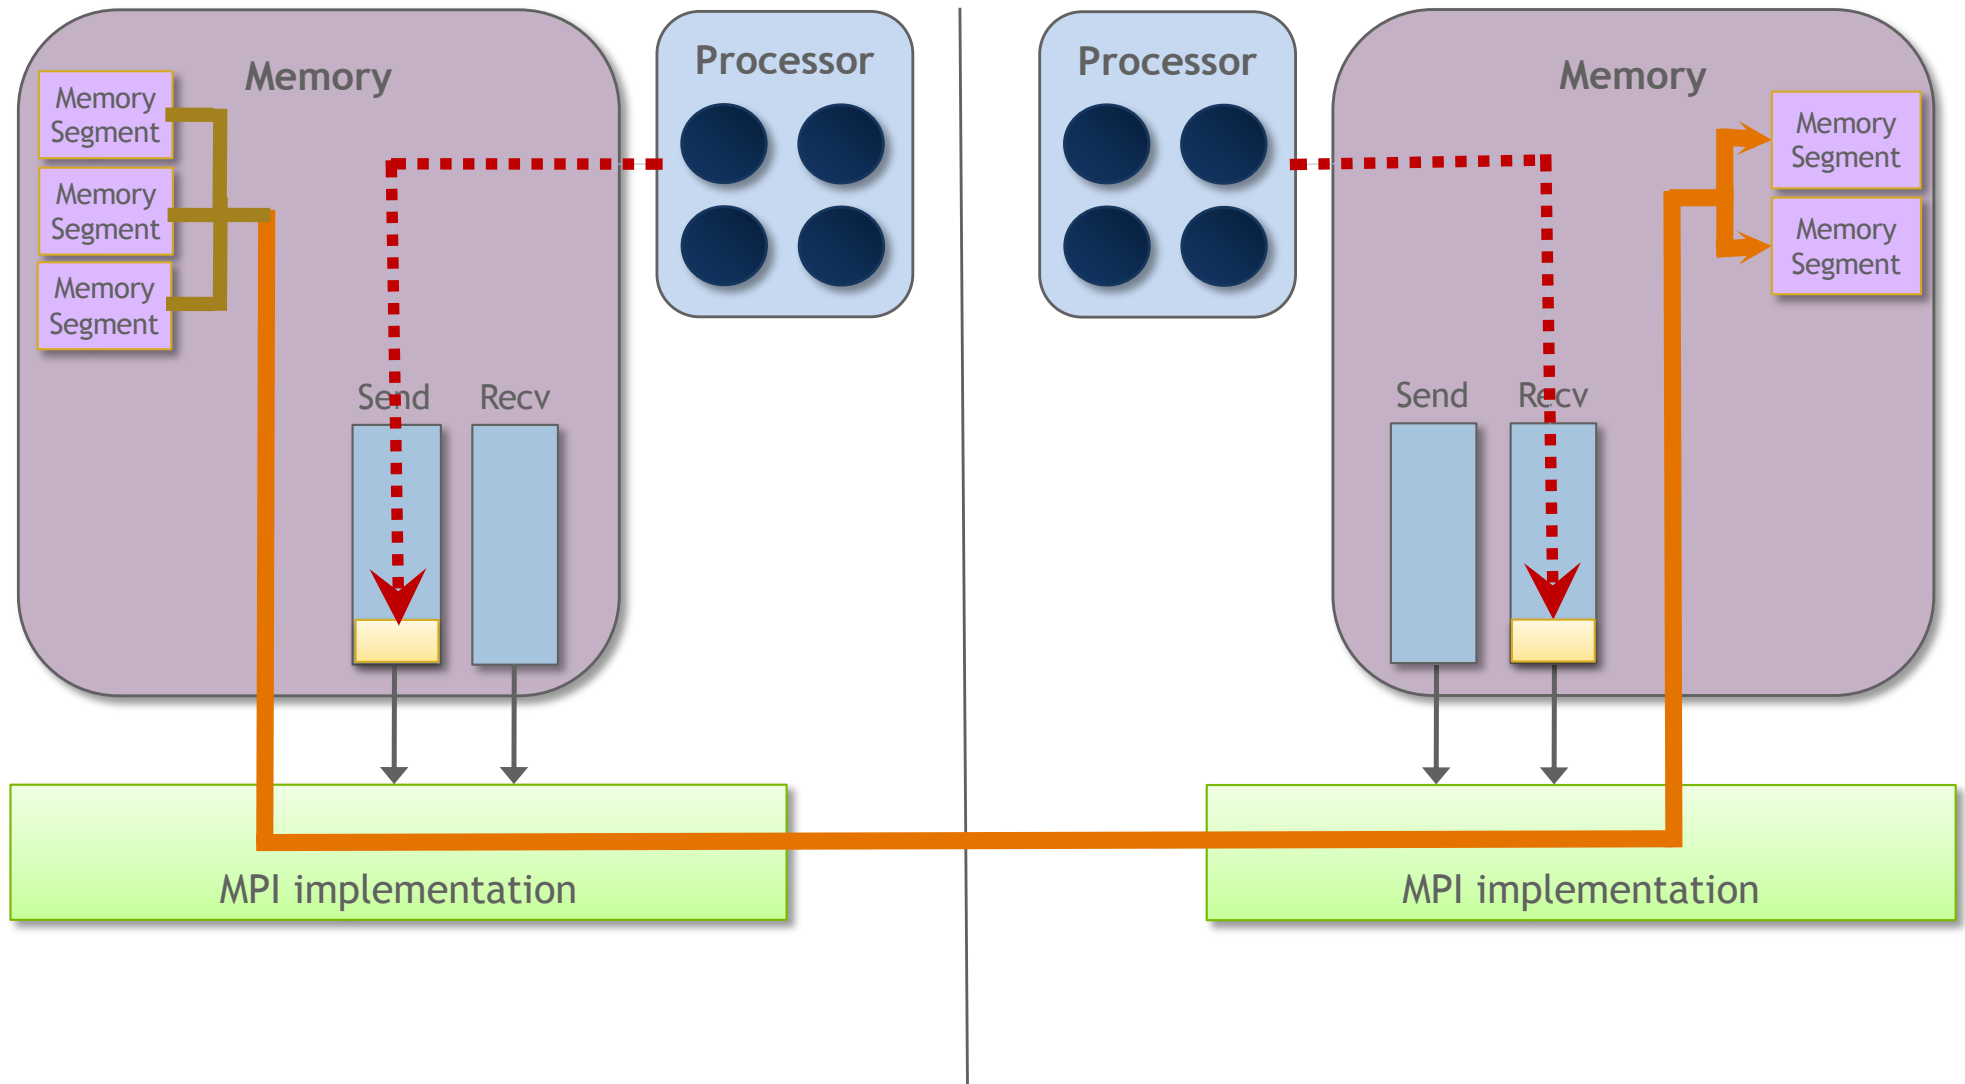 Memory
Memory
Segment
Memory
Segment
Memory
Segment
Processor
Send
Recv
MPI implementation
Processor
Memory
Memory
Segment
Memory
Segment
Send
Recv
MPI implementation